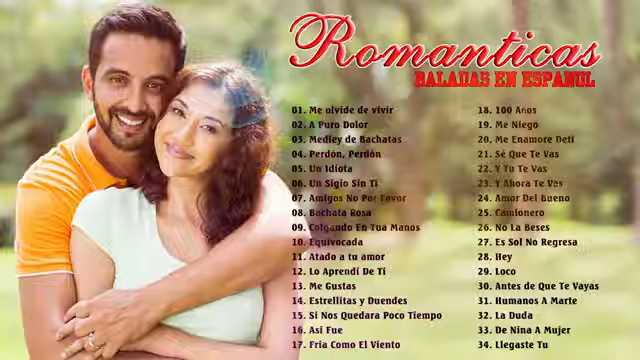 Romanticas
BALADAS EN ESPAÑOL
01. Me olvide de vivir
02. A Puro Dolor
03. Medley de Bachatas
04. Perdón, Perdón
05. Un Idiota
06. Un Siglo Sin Ti
07. Amigos No Por Favor
08. Bachata Rosa
09. Colgando En Tua Manos
10. Equivocada
11. Atado a tu amor
12. Lo Aprendi De Ti
13. Me Gustas
14. Estrellitas y Duendes
15. Si Nos Quedara Poco Tiempo
16. Asi Fue
17. Fria Como El Viento
18. 100 Años
19. Me Niego
20. Me Enamore Deti
21. Sé Que Te Vas
22. Y Tu Te Vas
23. Y Ahora Te Vas
24. Amor Del Bueno
25. Camionero
26. No La Beses
27. Es Sol No Regresa
28. Hey
29. Loco
30. Antes de Que Te Vayas
31. Humanos A Marte
32. La Duda
33. De Nina A Mujer
34. Llegaste Tu